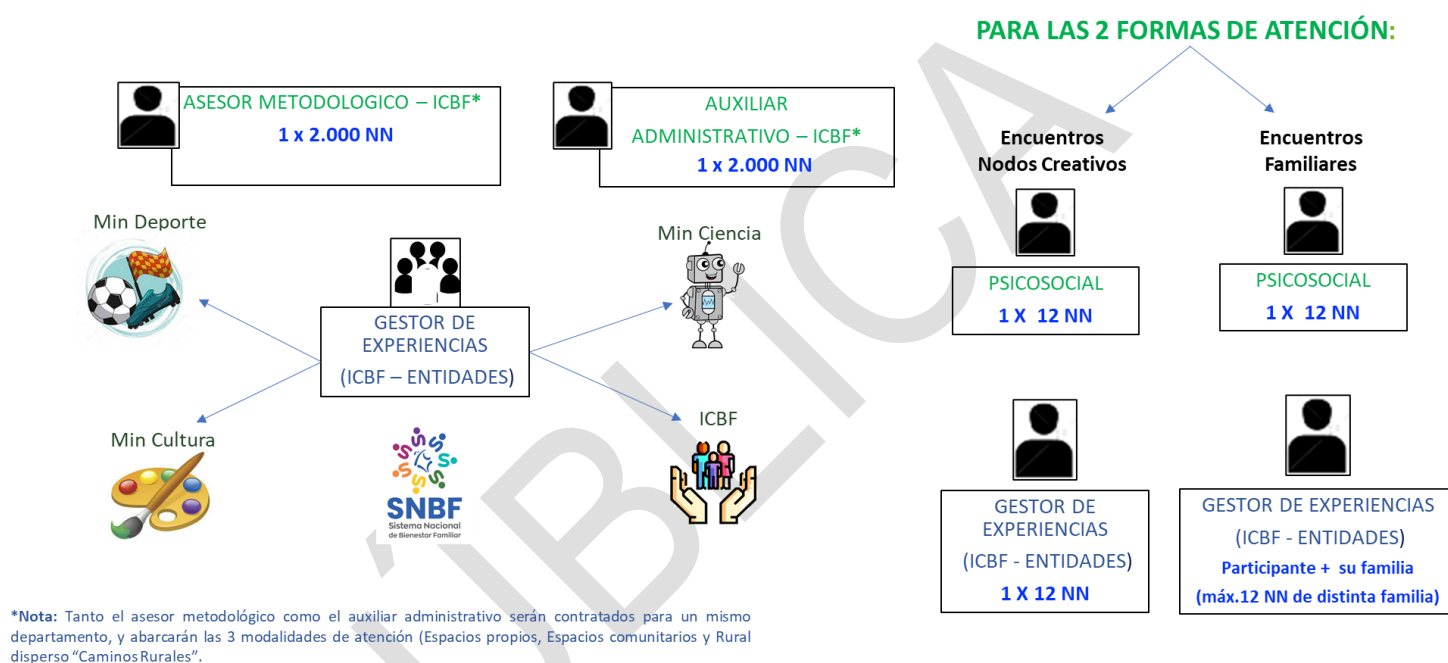 PARA LAS 2 FORMAS DE ATENCIÓN:
ASESOR METODOLOGICO – ICBF*
1 x 2.000 NN
AUXILIAR
ADMINISTRATIVO – ICBF*
1 x 2.000 NN
Encuentros
Nodos Creativos
Encuentros
Familiares
Min Deporte
Min Ciencia
PSICOSOCIAL
1 X 12 NN
PSICOSOCIAL
1 X 12 NN
GESTOR DE
EXPERIENCIAS
(ICBF – ENTIDADES)
Min Cultura
ICBF
SNBF
Sistema Nacional
de Bienestar Familiar
GESTOR DE
EXPERIENCIAS
(ICBF - ENTIDADES)
1 X 12 NN
GESTOR DE EXPERIENCIAS
(ICBF - ENTIDADES)
Participante + su familia
(máx.12 NN de distinta familia)
*Nota: Tanto el asesor metodológico como el auxiliar administrativo serán contratados para un mismo
departamento, y abarcarán las 3 modalidades de atención (Espacios propios, Espacios comunitarios y Rural
disperso “Caminos Rurales”.
ÚBLICA